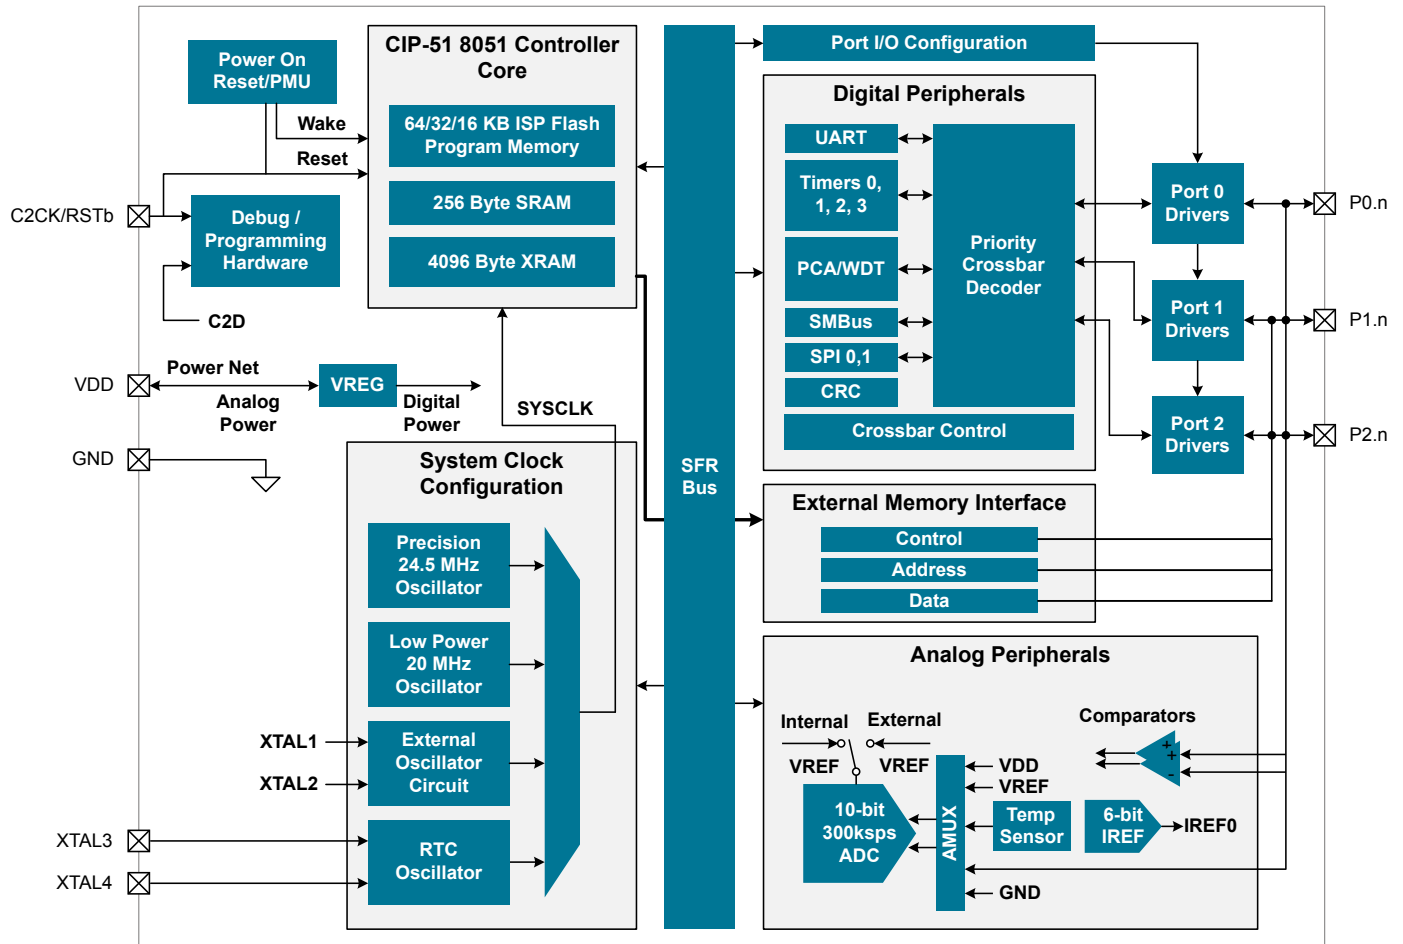 Power On
Reset/PMU
Wake
Reset
C2CK/RSTb
Debug /
Programming
Hardware
C2D
CIP-51 8051 Controller
Core
64/32/16 KB ISP Flash
Program Memory
256 Byte SRAM
4096 Byte XRAM
VDD
Power Net
Analog
Power
VREG
Digital
Power
GND
SYSCLK
System Clock
Configuration
Precision
24.5 MHz
Oscillator
Low Power
20 MHz
Oscillator
XTAL1
XTAL2
External
Oscillator
Circuit
XTAL3
XTAL4
RTC
Oscillator
SFR
Bus
Port I/O Configuration
Digital Peripherals
UART
Timers 0,
1, 2, 3
PCA/WDT
SMBus
SPI 0,1
CRC
Priority
Crossbar
Decoder
Crossbar Control
Port 0
Drivers
P0.n
Port 1
Drivers
P1.n
Port 2
Drivers
P2.n
External Memory Interface
Control
Address
Data
Analog Peripherals
Internal
VREF
External
VREF
10-bit
300ksps
ADC
AMUX
VDD
VREF
Temp
Sensor
GND
Comparators
+
+
-
6-bit
IREF
IREF0